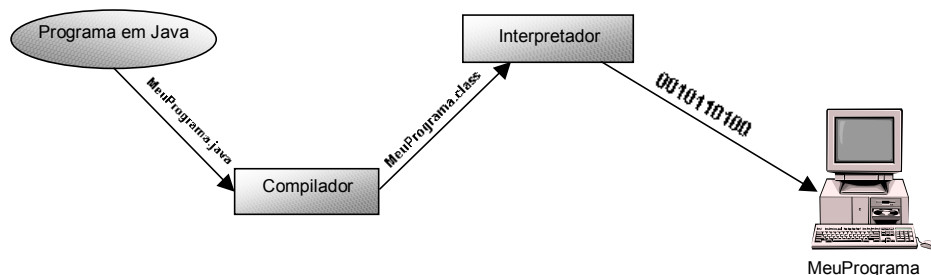 Programa em Java
MeuPrograma.java
Compilador
MeuPrograma.class
Interpretador
0010110100
MeuPrograma